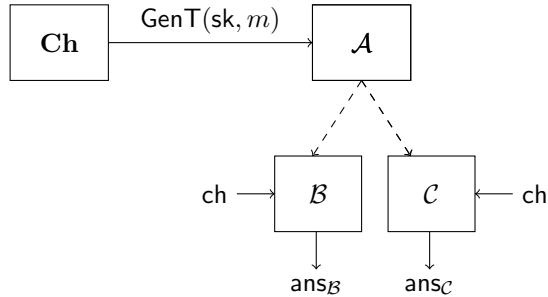 GenT(sk, m)
Ch
𝒜
ch
ℬ
𝒞
ch
ans_ℬ
ans_𝒞